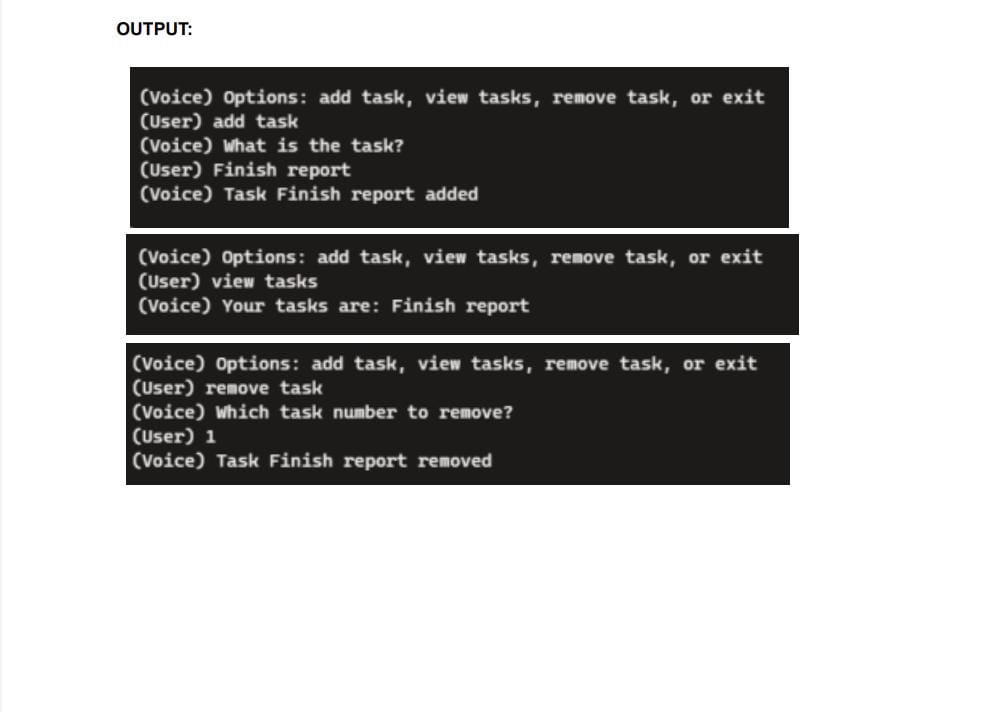 OUTPUT:
(Voice) Options: add task, view tasks, remove task, or exit
(User) add task
(Voice) What is the task?
(User) Finish report
(Voice) Task Finish report added
(Voice) Options: add task, view tasks, remove task, or exit
(User) view tasks
(Voice) Your tasks are: Finish report
(Voice) Options: add task, view tasks, remove task, or exit
(User) remove task
(Voice) Which task number to remove?
(User) 1
(Voice) Task Finish report removed